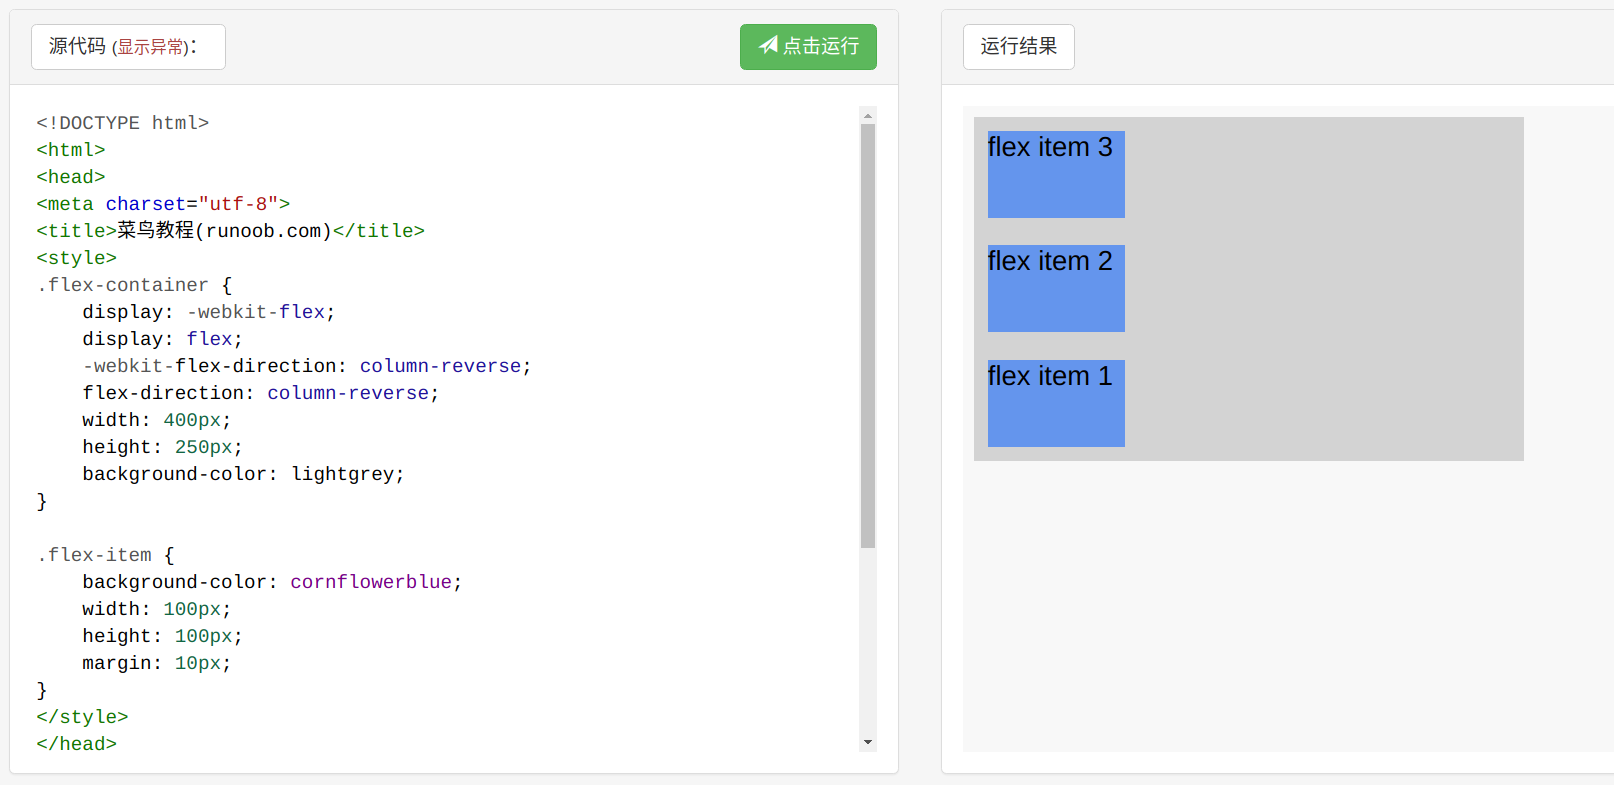 源代码 (显示异常)：
点击运行
<!DOCTYPE html>
<html>
<head>
<meta charset="utf-8">
<title>菜鸟教程(runoob.com)</title>
<style>
.flex-container {
    display: -webkit-flex;
    display: flex;
    -webkit-flex-direction: column-reverse;
    flex-direction: column-reverse;
    width: 400px;
    height: 250px;
    background-color: lightgrey;
}

.flex-item {
    background-color: cornflowerblue;
    width: 100px;
    height: 100px;
    margin: 10px;
}
</style>
</head>
运行结果
flex item 3
flex item 2
flex item 1